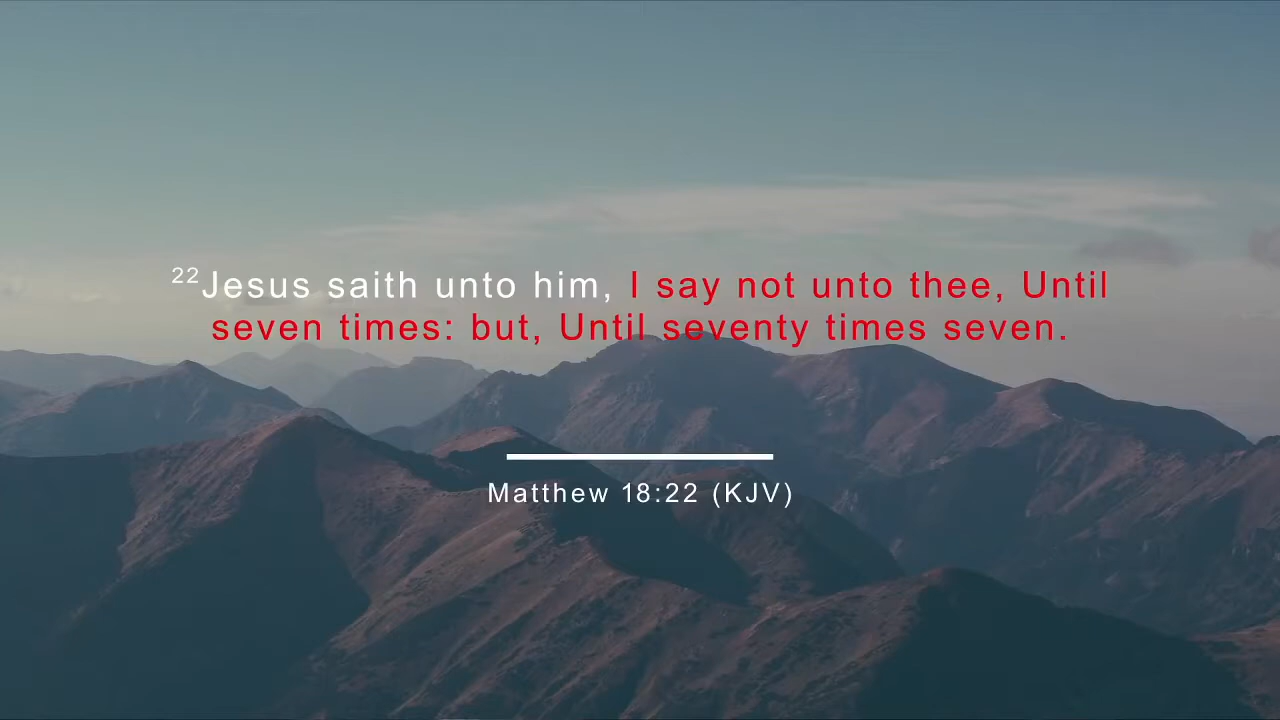 22Jesus saith unto him, I say not unto thee, Until
seven times: but, Until seventy times seven.
Matthew 18:22 (KJV)